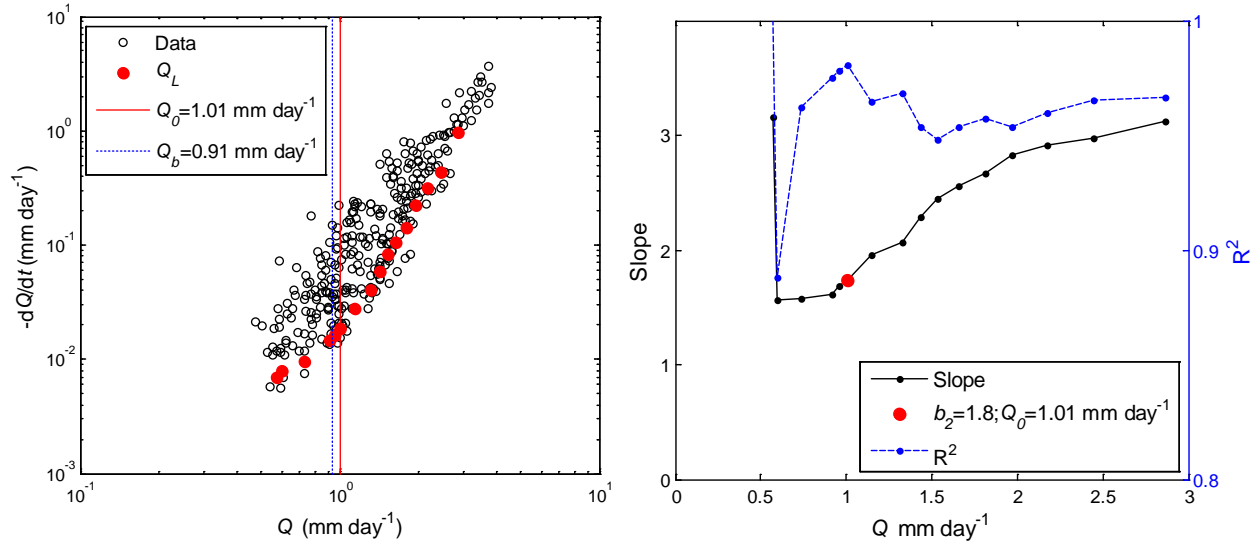 10^1
10^0
10^-1
10^-2
10^-3
-dQ/dt (mm day^-1)
Data
Q_L
Q_0=1.01 mm day^-1
Q_b=0.91 mm day^-1
10^-1
10^0
10^1
Q (mm day^-1)
3
2
1
0
Slope
1
0.9
0.8
R^2
Slope
b_2=1.8; Q_0=1.01 mm day^-1
R^2
0
0.5
1
1.5
2
2.5
3
Q mm day^-1